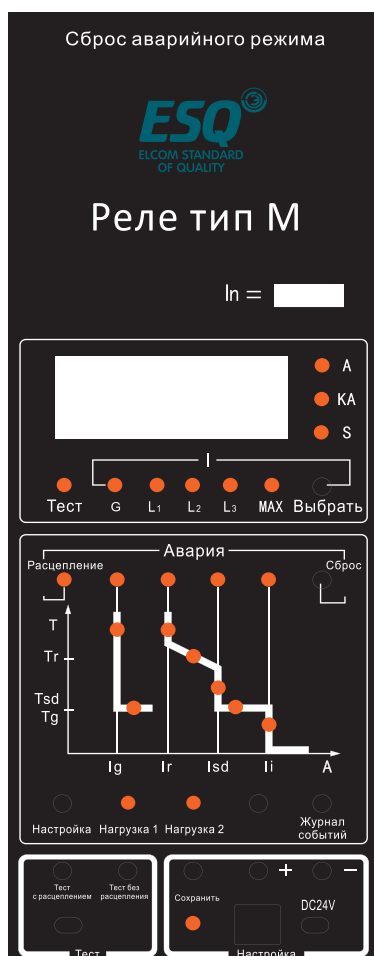 Сброс аварийного режима
ESQ
ELCOM STANDARD
OF QUALITY
Реле тип М
In =
A
KA
S
I
Тест G L1 L2 L3 MAX Выбрать
Авария
Расцепление Сброс
T
Tr
Tsd
Tg
Ig Ir Isd Ii A
Настройка Нагрузка 1 Нагрузка 2 Журнал
событий
Тест
с расцеплением
Тест без
расцепления
Тест
+ −
Сохранить
DC24V
Настройка